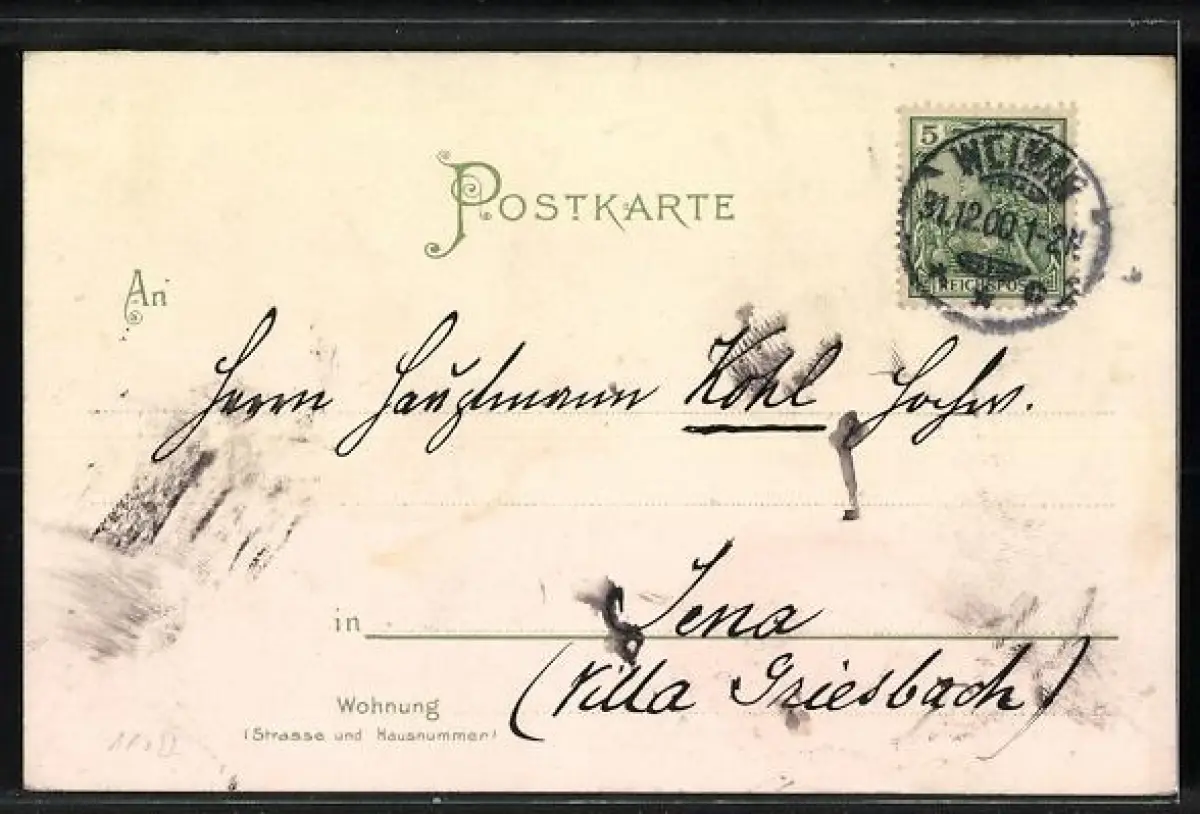 POSTKARTE
5
WEIMAR
31.12.00. 1-2N.
* * c
REICHSPOST
An
Herrn Hauptmann Kohl Hochw.
in Jena
(Villa Griesbach)
Wohnung
(Strasse und Hausnummer)